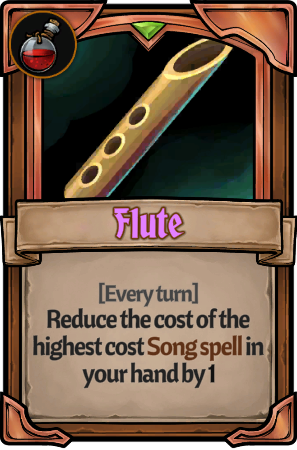 Flute
[Every turn]
Reduce the cost of the
highest cost Song spell in
your hand by 1